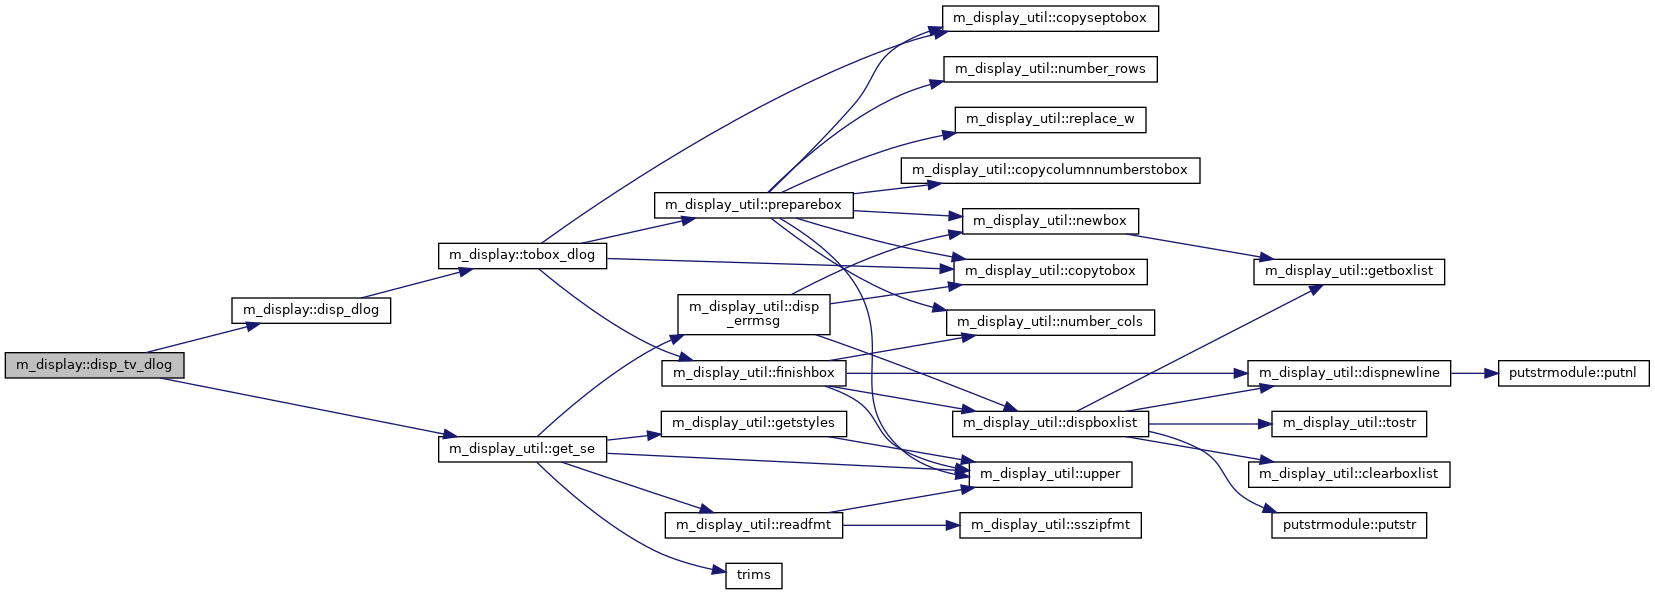 m_display_util::copyseptobox
m_display_util::number_rows
m_display_util::replace_w
m_display_util::copycolumnnumberstobox
m_display_util::preparebox
m_display_util::newbox
m_display::tobox_dlog
m_display_util::copytobox
m_display_util::getboxlist
m_display::disp_dlog
m_display_util::disp
_errmsg
m_display_util::number_cols
m_display::disp_tv_dlog
m_display_util::finishbox
m_display_util::dispnewline
putstrmodule::putnl
m_display_util::getstyles
m_display_util::dispboxlist
m_display_util::tostr
m_display_util::get_se
m_display_util::upper
m_display_util::clearboxlist
m_display_util::readfmt
m_display_util::sszipfmt
putstrmodule::putstr
trims